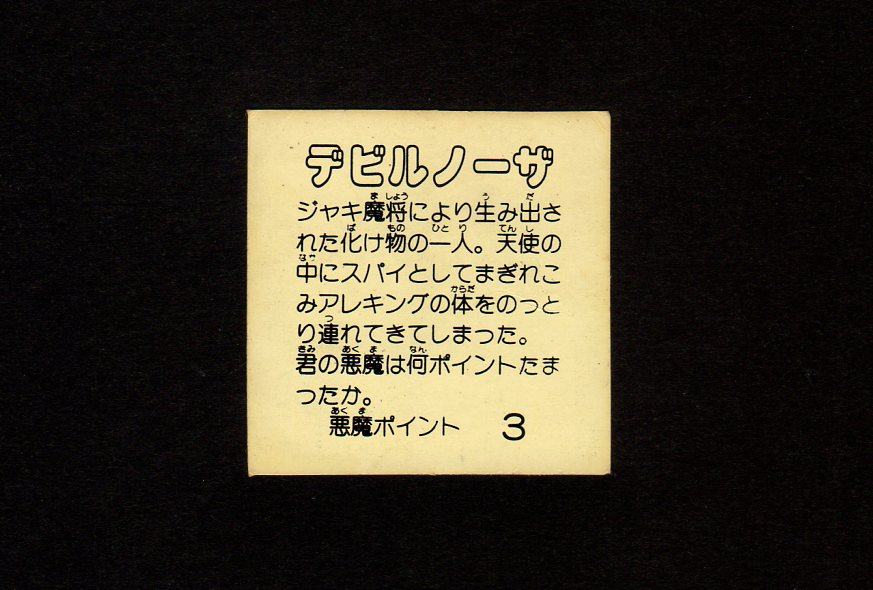 デビルノーザ
ジャキ魔将により生み出さ
れた化け物の一人。天使の
中にスパイとしてまぎれこ
みアレキングの体をのっと
り連れてきてしまった。
君の悪魔は何ポイントたま
ったか。
悪魔ポイント 3